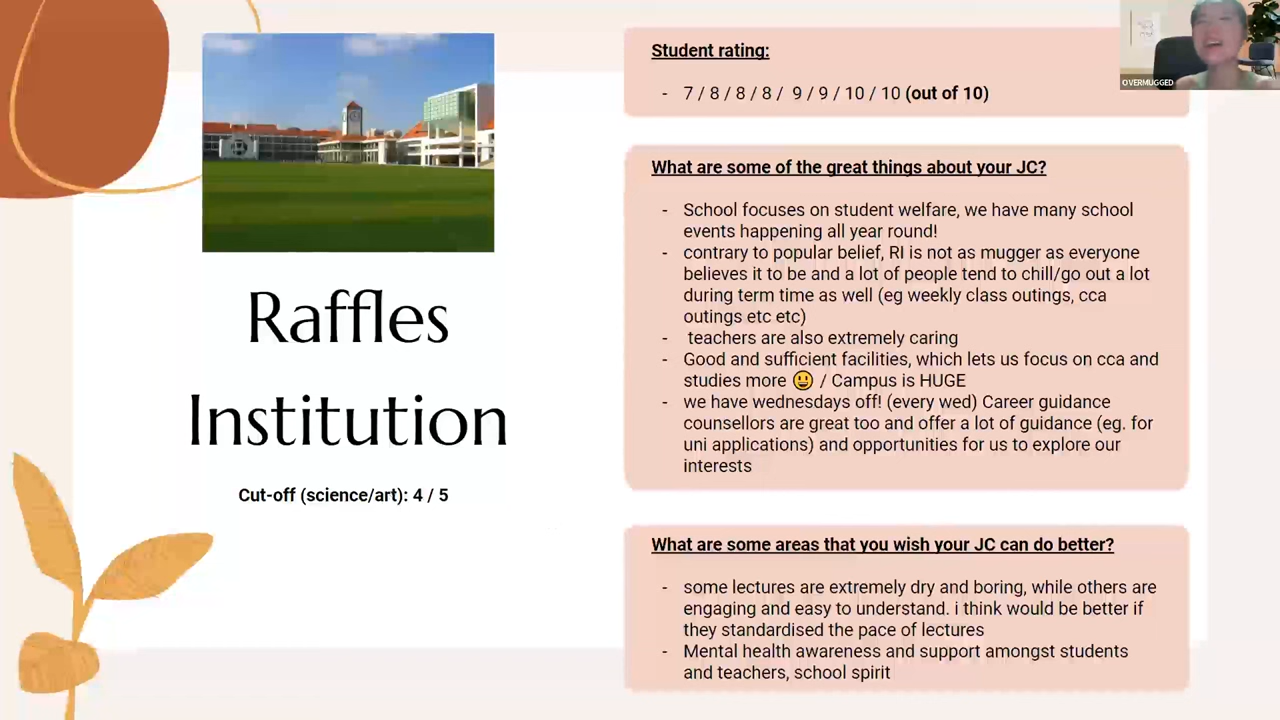 Raffles
Institution
Cut-off (science/art): 4 / 5
Student rating:
- 7 / 8 / 8 / 8 / 9 / 9 / 10 / 10 (out of 10)
What are some of the great things about your JC?
- School focuses on student welfare, we have many school
events happening all year round!
- contrary to popular belief, RI is not as mugger as everyone
believes it to be and a lot of people tend to chill/go out a lot
during term time as well (eg weekly class outings, cca
outings etc etc)
- teachers are also extremely caring
- Good and sufficient facilities, which lets us focus on cca and
studies more 😃 / Campus is HUGE
- we have wednesdays off! (every wed) Career guidance
counsellors are great too and offer a lot of guidance (eg. for
uni applications) and opportunities for us to explore our
interests
What are some areas that you wish your JC can do better?
- some lectures are extremely dry and boring, while others are
engaging and easy to understand. i think would be better if
they standardised the pace of lectures
- Mental health awareness and support amongst students
and teachers, school spirit
OVERMUGGED